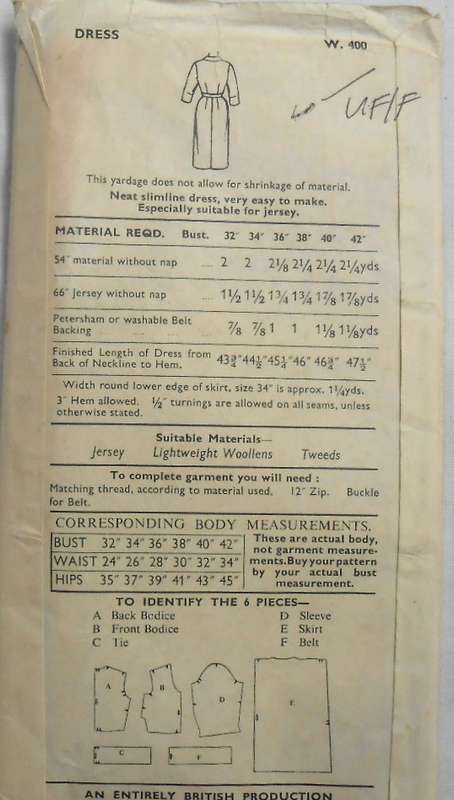 DRESS
W. 400
UF/F
This yardage does not allow for shrinkage of material.
Neat slimline dress, very easy to make.
Especially suitable for jersey.
MATERIAL REQD. Bust. 32" 34" 36" 38" 40" 42"
54" material without nap .... 2 2 2⅛ 2¼ 2¼ 2¼yds
66" Jersey without nap .... 1½ 1½ 1¾ 1¾ 1⅞ 1⅞yds
Petersham or washable Belt
Backing .... ⅞ ⅞ 1 1 1⅛ 1⅛yds
Finished Length of Dress from
Back of Neckline to Hem. 43¾" 44½" 45¼" 46" 46¾" 47½"
Width round lower edge of skirt, size 34" is approx. 1¼yds.
3" Hem allowed. ½" turnings are allowed on all seams, unless
otherwise stated.
Suitable Materials—
Jersey Lightweight Woollens Tweeds
To complete garment you will need :
Matching thread, according to material used, 12" Zip. Buckle
for Belt.
CORRESPONDING BODY MEASUREMENTS.
BUST 32" 34" 36" 38" 40" 42"
WAIST 24" 26" 28" 30" 32" 34"
HIPS 35" 37" 39" 41" 43" 45"
These are actual body,
not garment measure-
ments. Buy your pattern
by your actual bust
measurement.
TO IDENTIFY THE 6 PIECES—
A Back Bodice D Sleeve
B Front Bodice E Skirt
C Tie F Belt
A B D E
C F
AN ENTIRELY BRITISH PRODUCTION